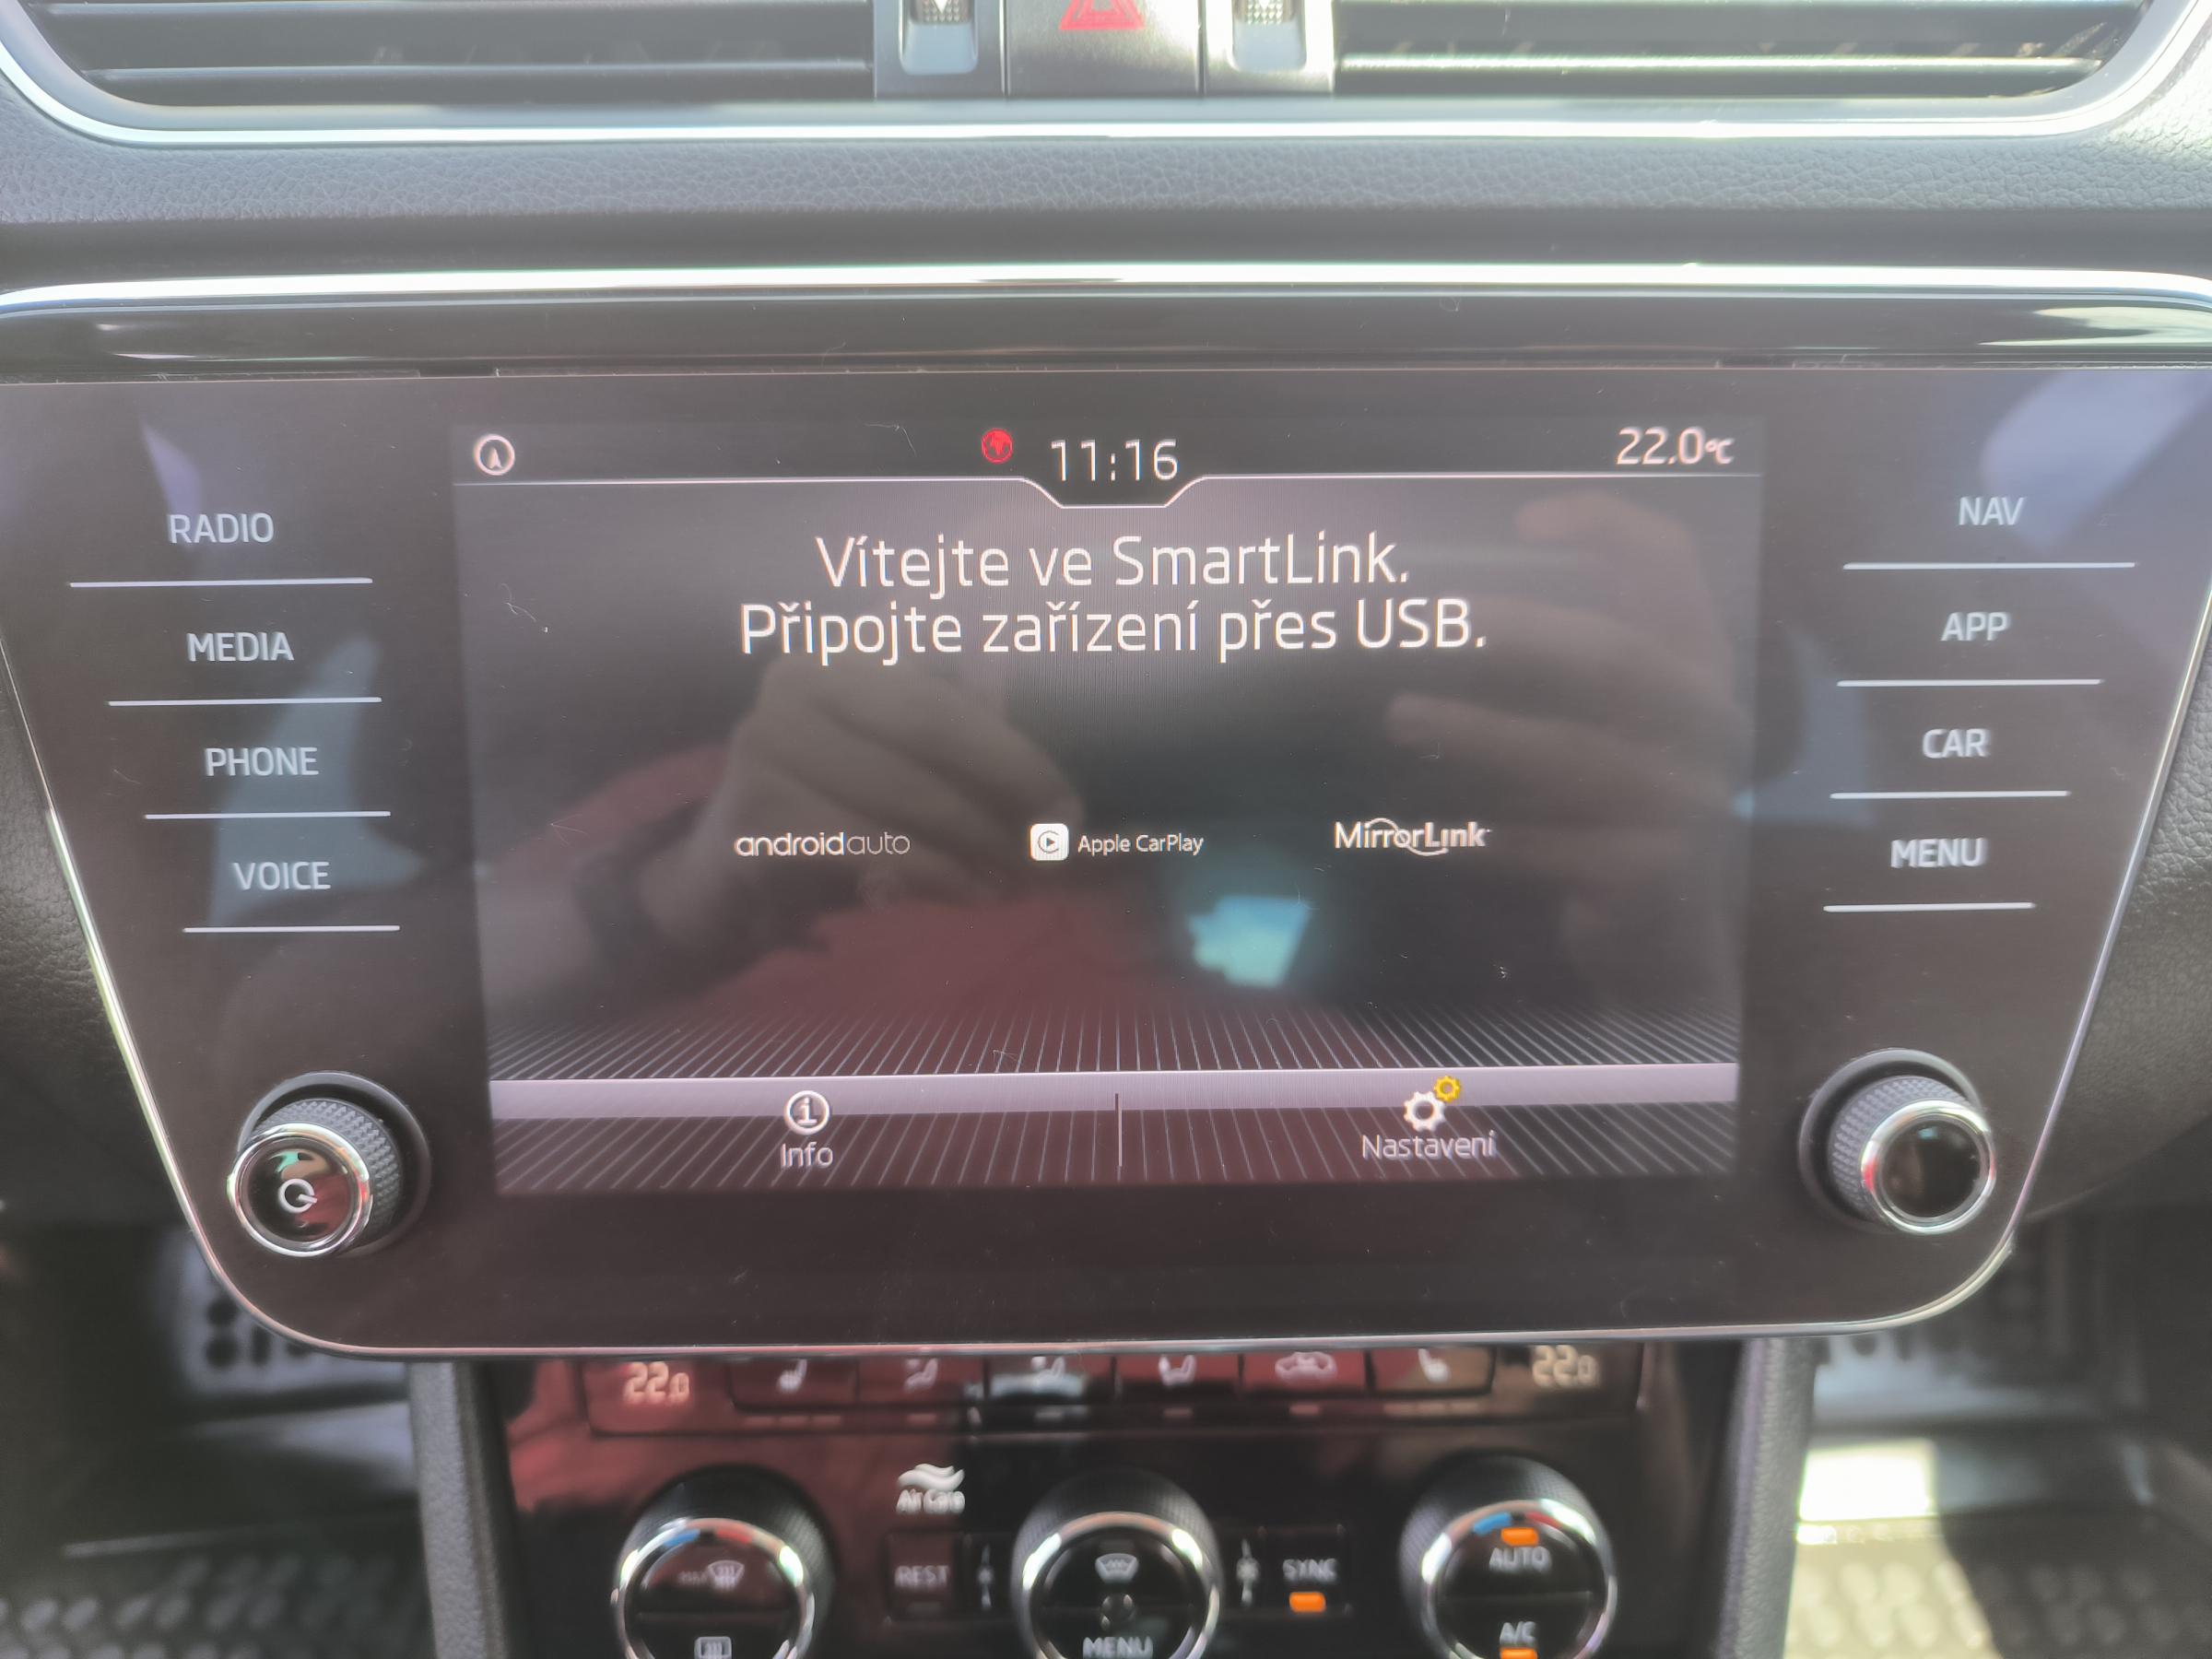 11:16
22.0°C
RADIO
MEDIA
PHONE
VOICE
Vítejte ve SmartLink.
Připojte zařízení přes USB.
androidauto
Apple CarPlay
MirrorLink
Info
Nastavení
NAV
APP
CAR
MENU
22.0
22.0
Air Care
REST
MENU
SYNC
AUTO
A/C